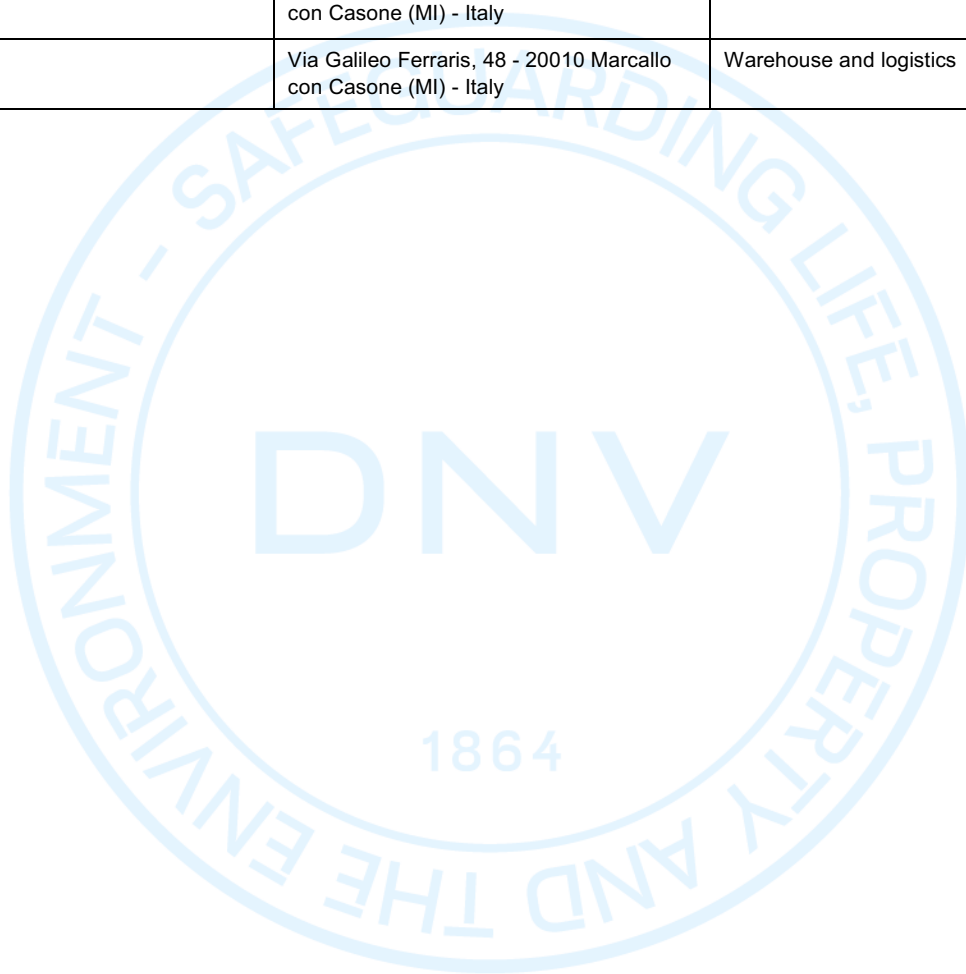 con Casone (MI) - Italy
Via Galileo Ferraris, 48 - 20010 Marcallo
con Casone (MI) - Italy
Warehouse and logistics
SAFEGUARDING LIFE, PROPERTY AND THE ENVIRONMENT -
DNV
1864